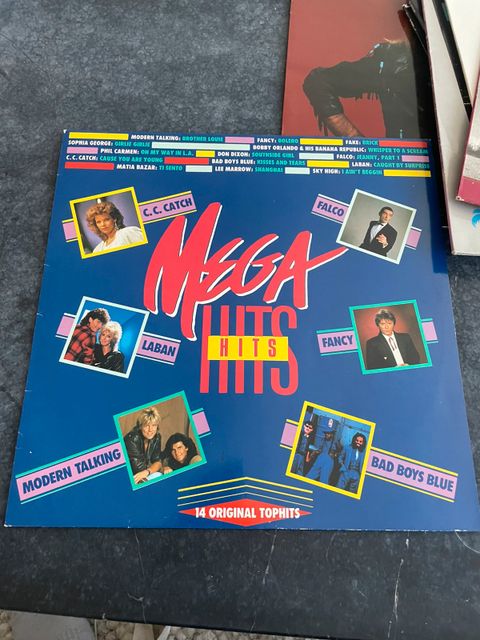 MODERN TALKING: BROTHER LOUIE FANCY: BOLERO FAKE: BRICK
SOPHIA GEORGE: GIRLIE GIRLIE BOBBY ORLANDO & HIS BANANA REPUBLIC: WHISPER TO A SCREAM
PHIL CARMEN: ON MY WAY IN L.A. DON DIXON: SOUTHSIDE GIRL FALCO: JEANNY, PART 1
C.C. CATCH: CAUSE YOU ARE YOUNG BAD BOYS BLUE: KISSES AND TEARS LABAN: CAUGHT BY SURPRISE
MATIA BAZAR: TI SENTO LEE MARROW: SHANGHAI SKY HIGH: I AIN'T BEGGIN
C.C. CATCH
FALCO
MEGA
HITS
HITS
LABAN
FANCY
MODERN TALKING
BAD BOYS BLUE
14 ORIGINAL TOPHITS